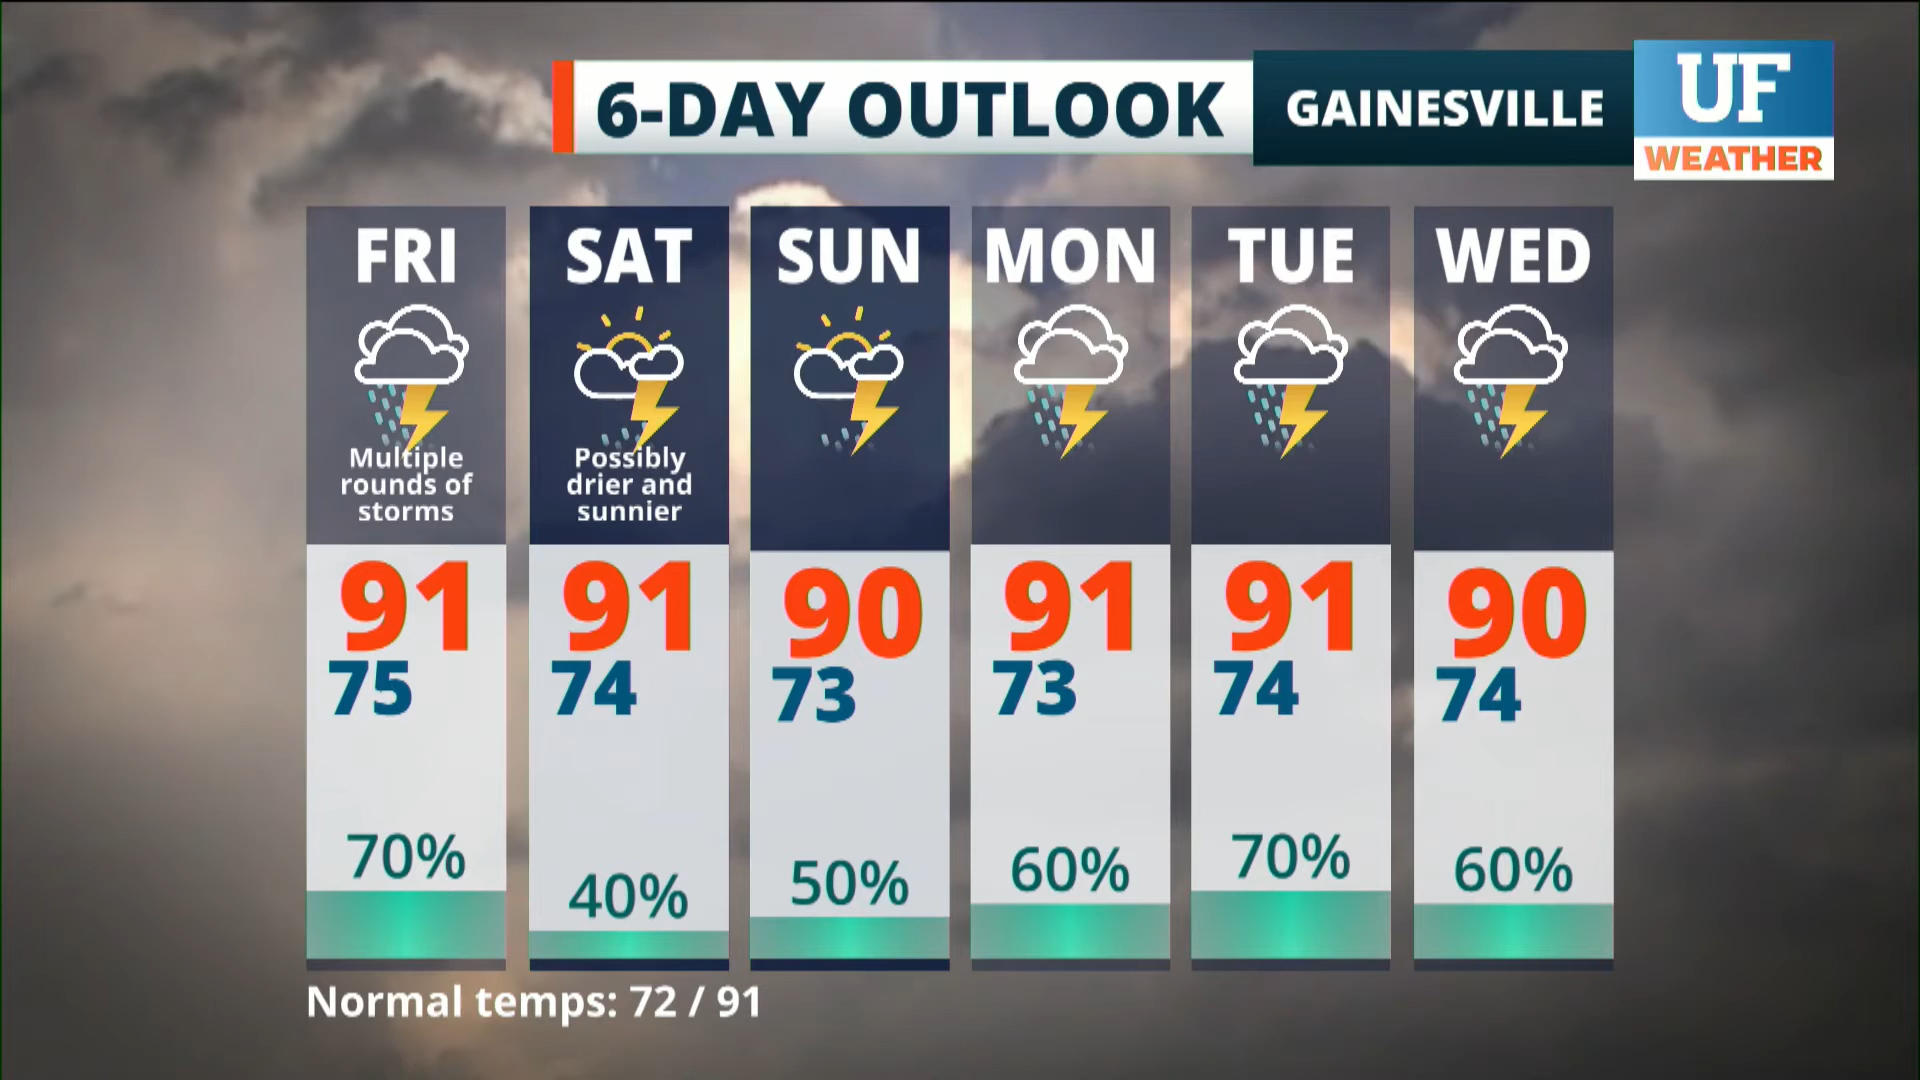 6-DAY OUTLOOK
GAINESVILLE
UF
WEATHER
FRI
Multiple
rounds of
storms
91
75
70%
SAT
Possibly
drier and
sunnier
91
74
40%
SUN
90
73
50%
MON
91
73
60%
TUE
91
74
70%
WED
90
74
60%
Normal temps: 72 / 91